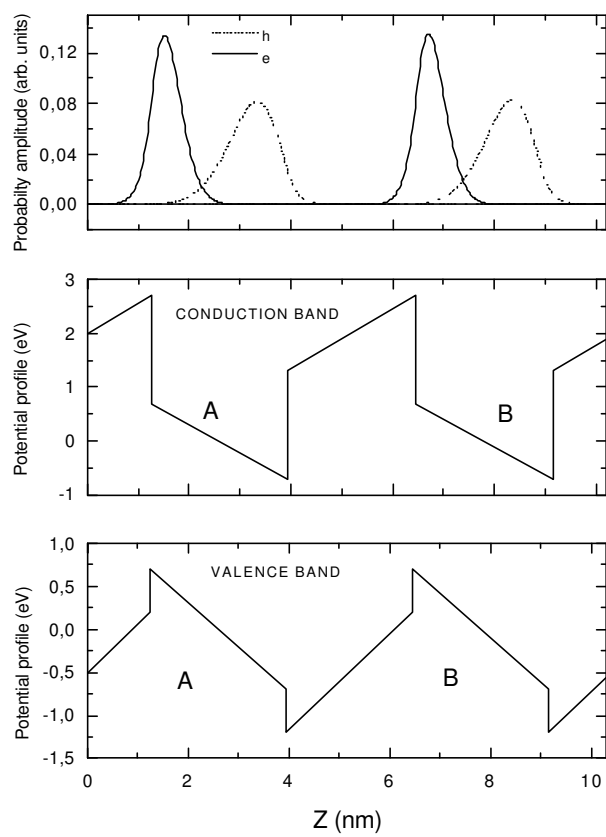 0,12
0,08
0,04
0,00
Probabilty amplitude (arb. units)
h
e
3
2
1
0
-1
Potential profile (eV)
CONDUCTION BAND
A
B
1,0
0,5
0,0
-0,5
-1,0
-1,5
Potential profile (eV)
VALENCE BAND
A
B
0 2 4 6 8 10
Z (nm)